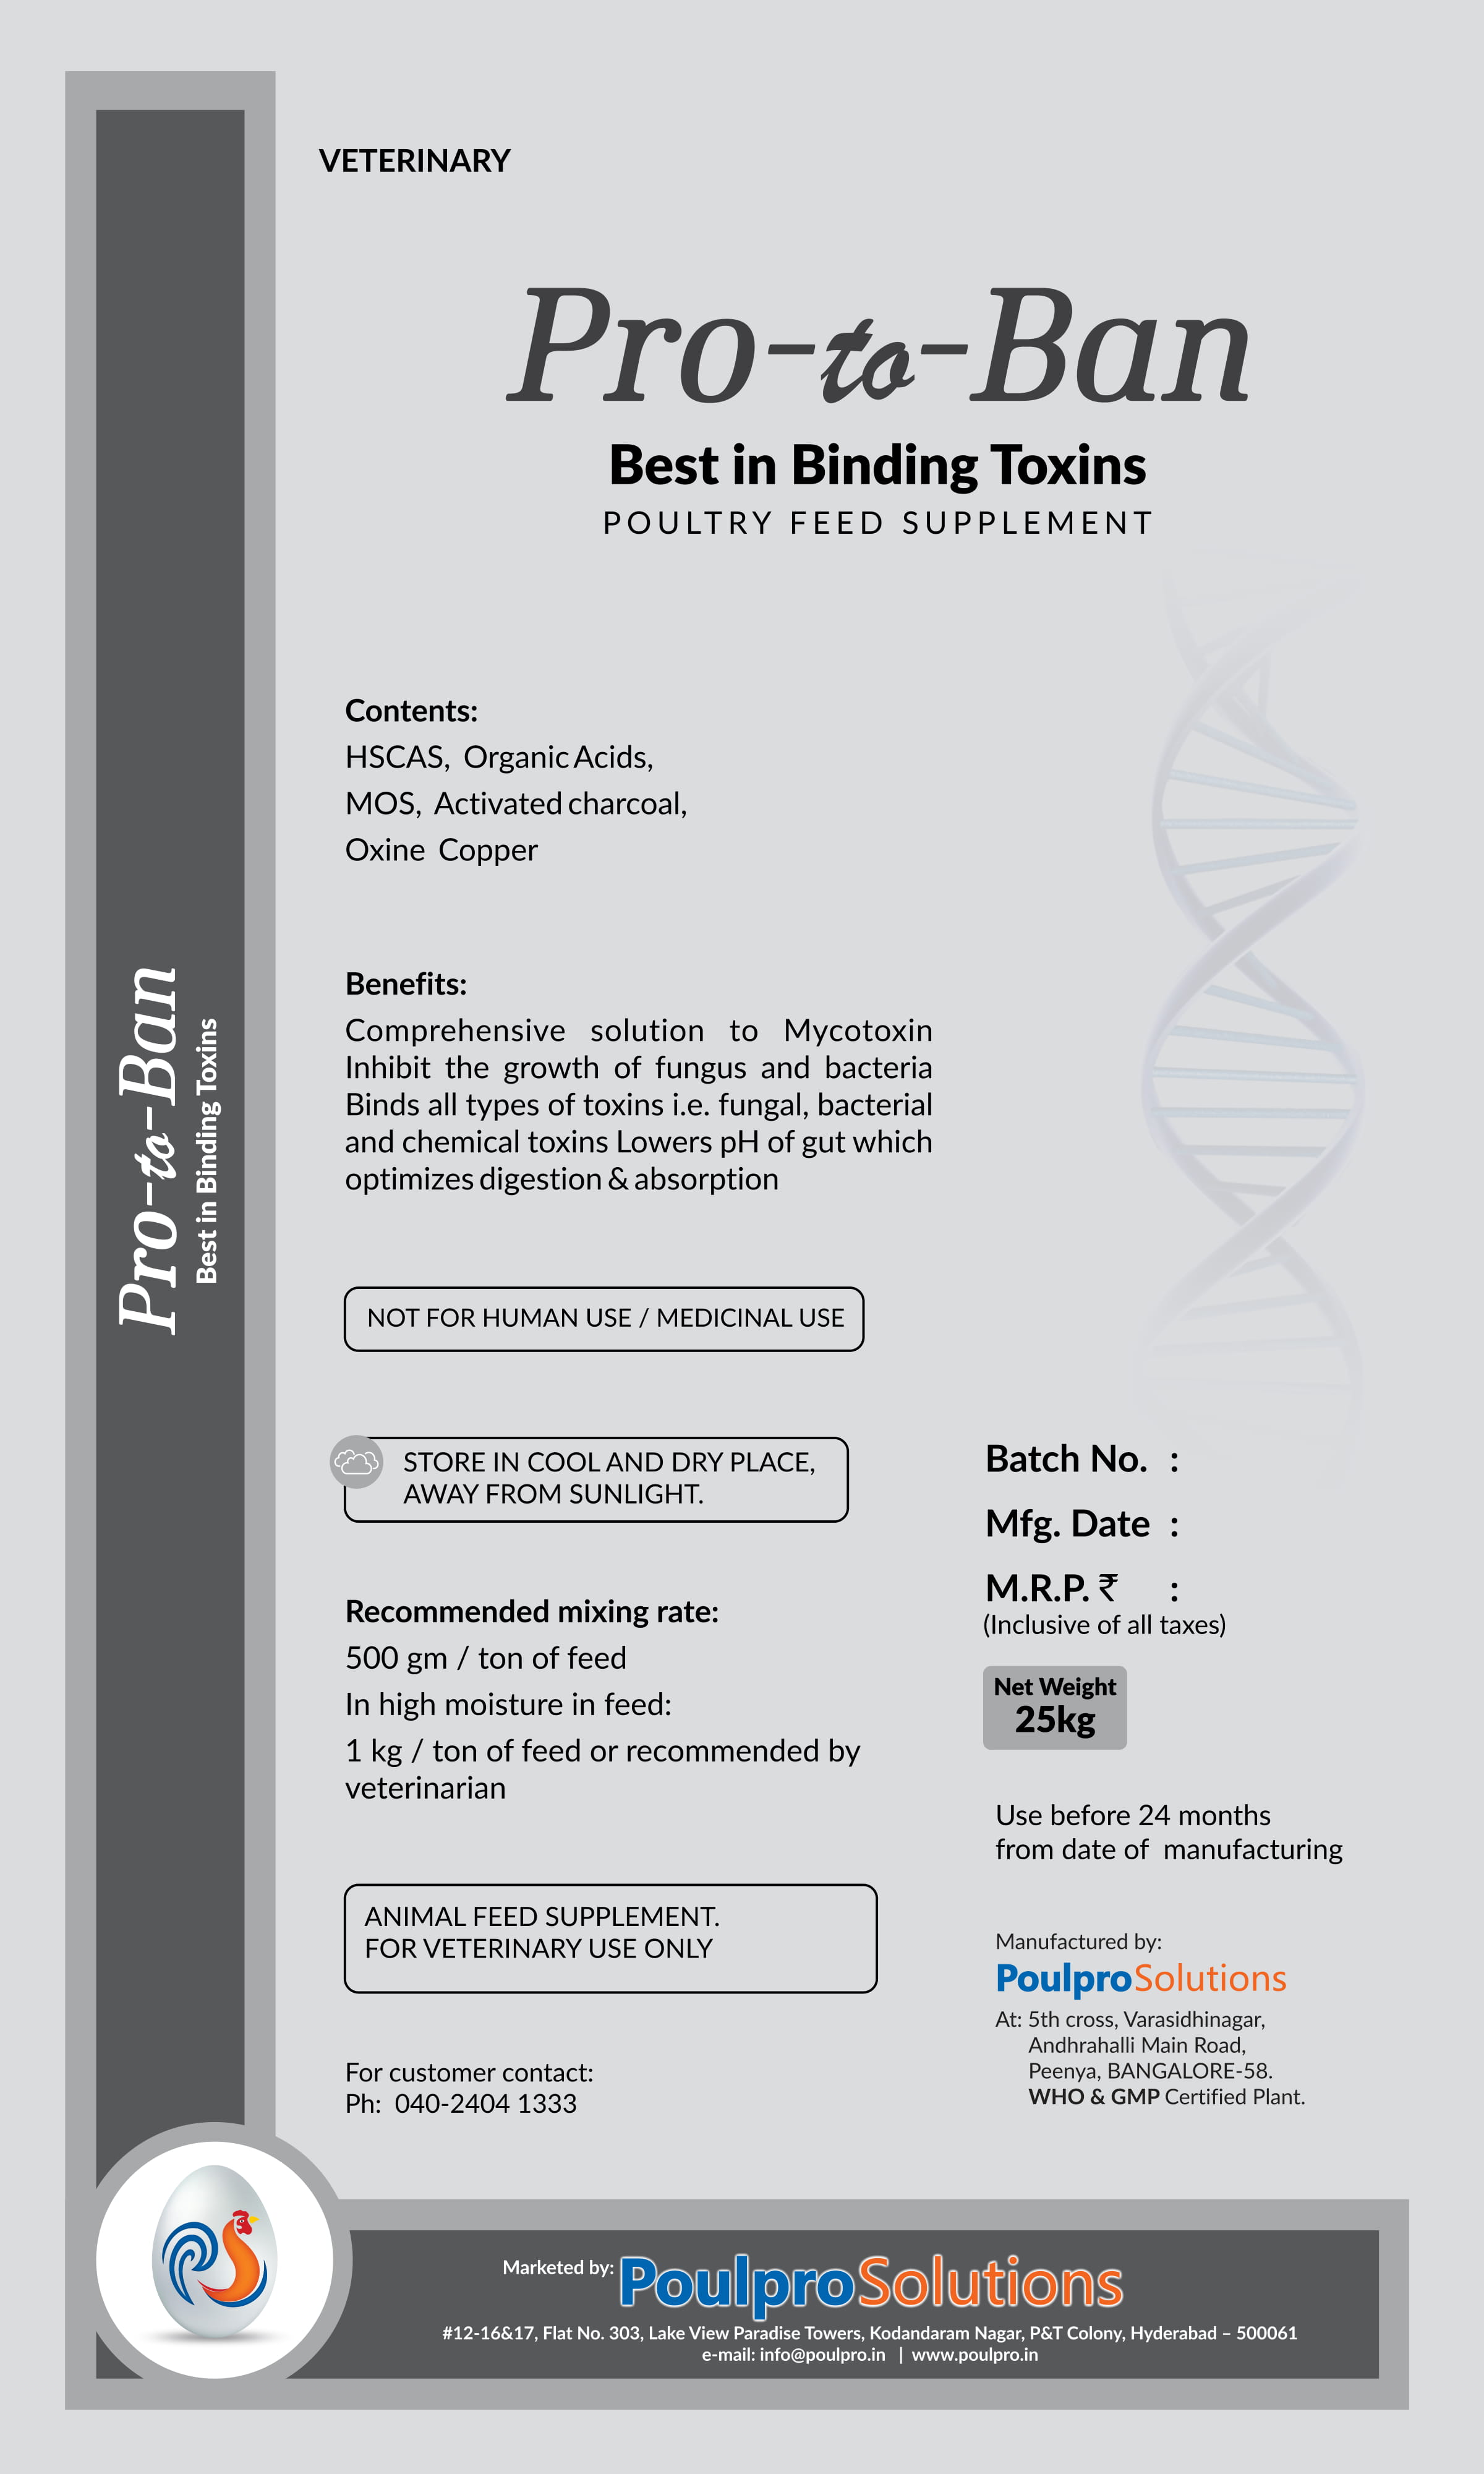 VETERINARY
Pro-to-Ban
Best in Binding Toxins
POULTRY FEED SUPPLEMENT
Contents:
HSCAS, Organic Acids,
MOS, Activated charcoal,
Oxine Copper
Benefits:
Comprehensive solution to Mycotoxin
Inhibit the growth of fungus and bacteria
Binds all types of toxins i.e. fungal, bacterial
and chemical toxins Lowers pH of gut which
optimizes digestion & absorption
Pro-to-Ban
Best in Binding Toxins
NOT FOR HUMAN USE / MEDICINAL USE
STORE IN COOL AND DRY PLACE,
AWAY FROM SUNLIGHT.
Recommended mixing rate:
500 gm / ton of feed
In high moisture in feed:
1 kg / ton of feed or recommended by
veterinarian
ANIMAL FEED SUPPLEMENT.
FOR VETERINARY USE ONLY
For customer contact:
Ph: 040-2404 1333
Batch No. :
Mfg. Date :
M.R.P. ₹ :
(Inclusive of all taxes)
Net Weight
25kg
Use before 24 months
from date of manufacturing
Manufactured by:
PoulproSolutions
At: 5th cross, Varasidhinagar,
Andhrahalli Main Road,
Peenya, BANGALORE-58.
WHO & GMP Certified Plant.
Marketed by: PoulproSolutions
#12-16&17, Flat No. 303, Lake View Paradise Towers, Kodandaram Nagar, P&T Colony, Hyderabad – 500061
e-mail: info@poulpro.in | www.poulpro.in